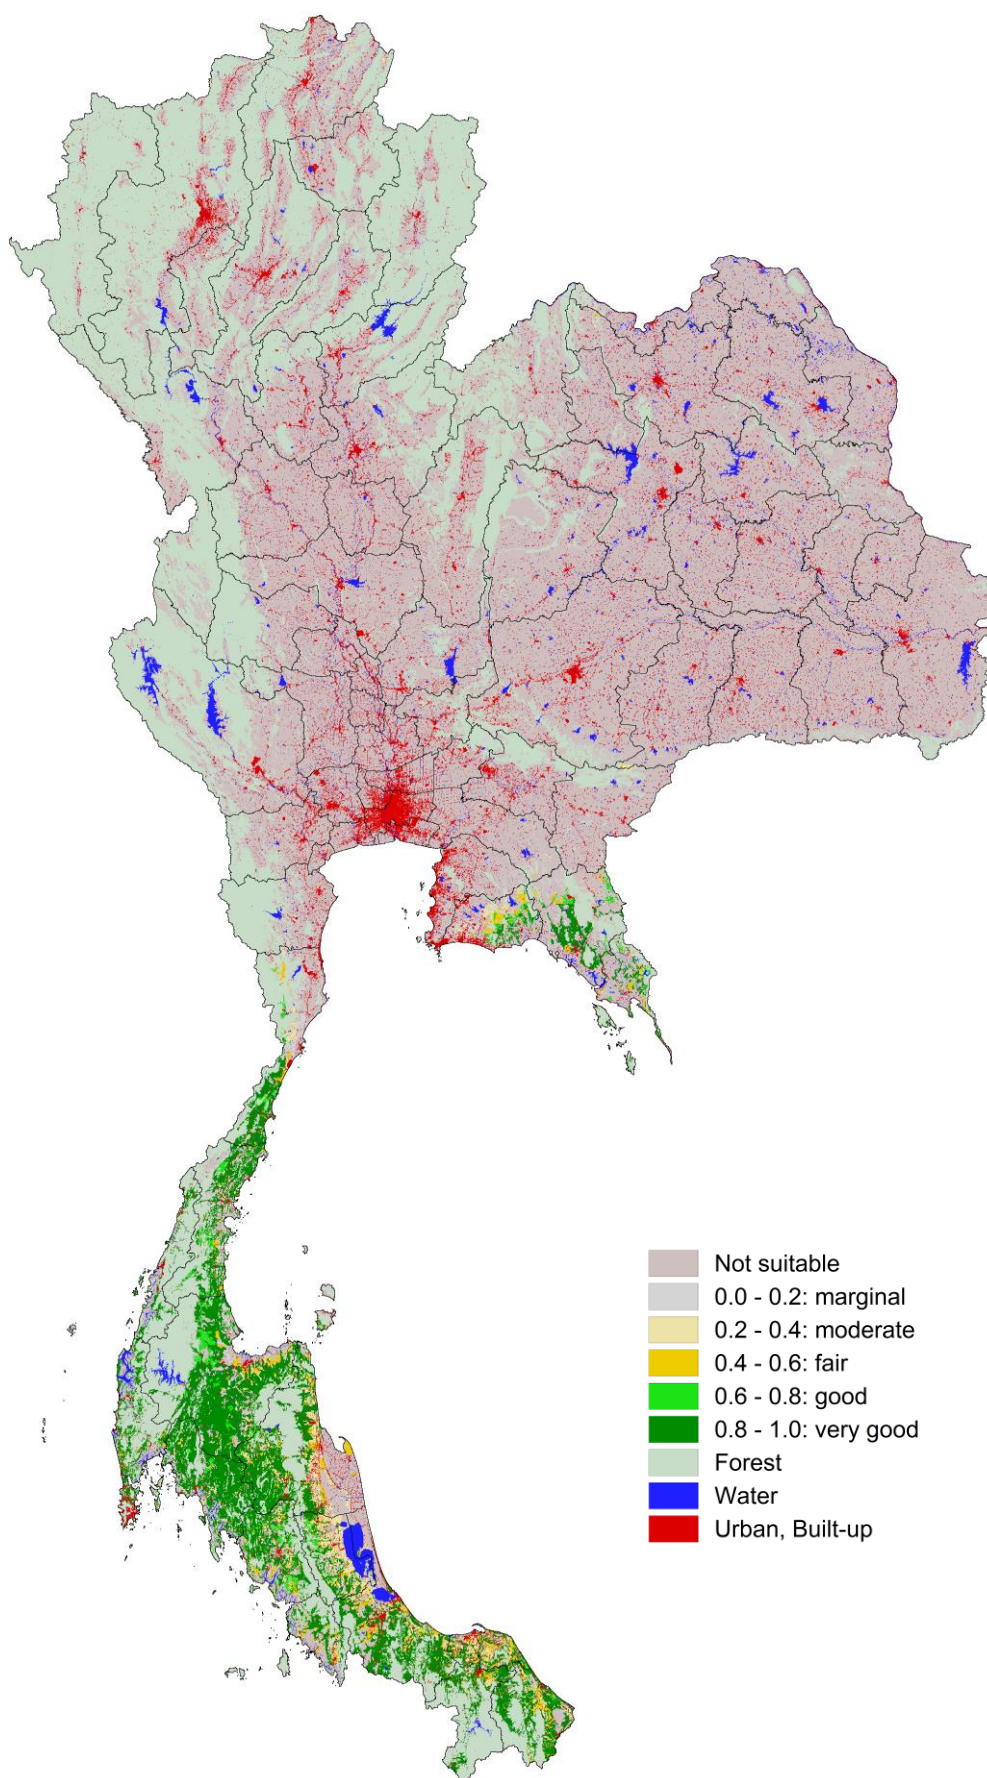 Not suitable
0.0 - 0.2: marginal
0.2 - 0.4: moderate
0.4 - 0.6: fair
0.6 - 0.8: good
0.8 - 1.0: very good
Forest
Water
Urban, Built-up